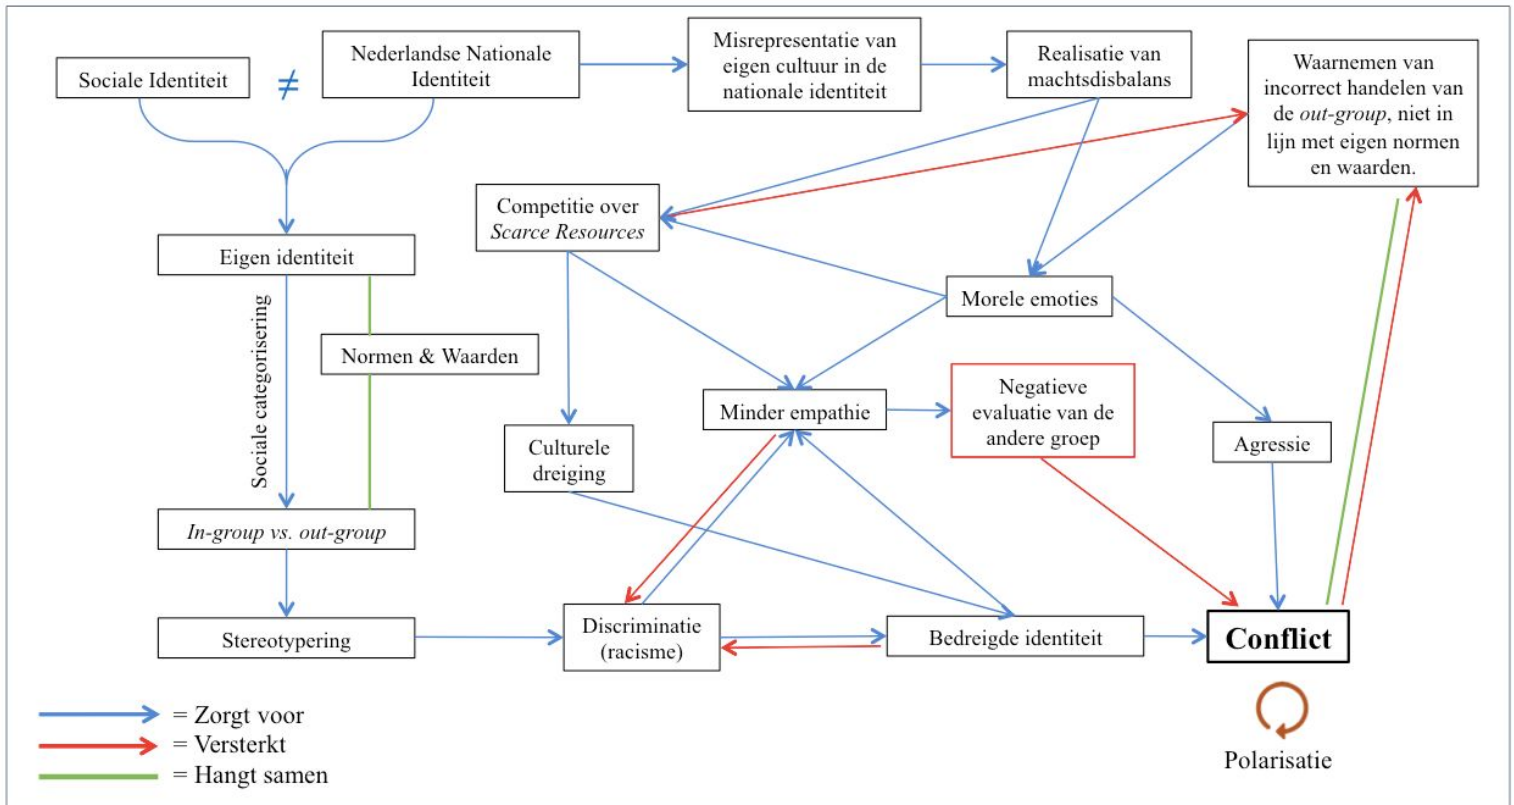 Sociale Identiteit
≠
Nederlandse Nationale
Identiteit
Misrepresentatie van
eigen cultuur in de
nationale identiteit
Realisatie van
machtsdisbalans
Waarnemen van
incorrect handelen van
de out-group, niet in
lijn met eigen normen
en waarden.
Competitie over
Scarce Resources
Eigen identiteit
Morele emoties
Sociale categorisering
Normen & Waarden
Minder empathie
Negatieve
evaluatie van de
andere groep
Culturele
dreiging
Agressie
In-group vs. out-group
Stereotypering
Discriminatie
(racisme)
Bedreigde identiteit
Conflict
Polarisatie
= Zorgt voor
= Versterkt
= Hangt samen